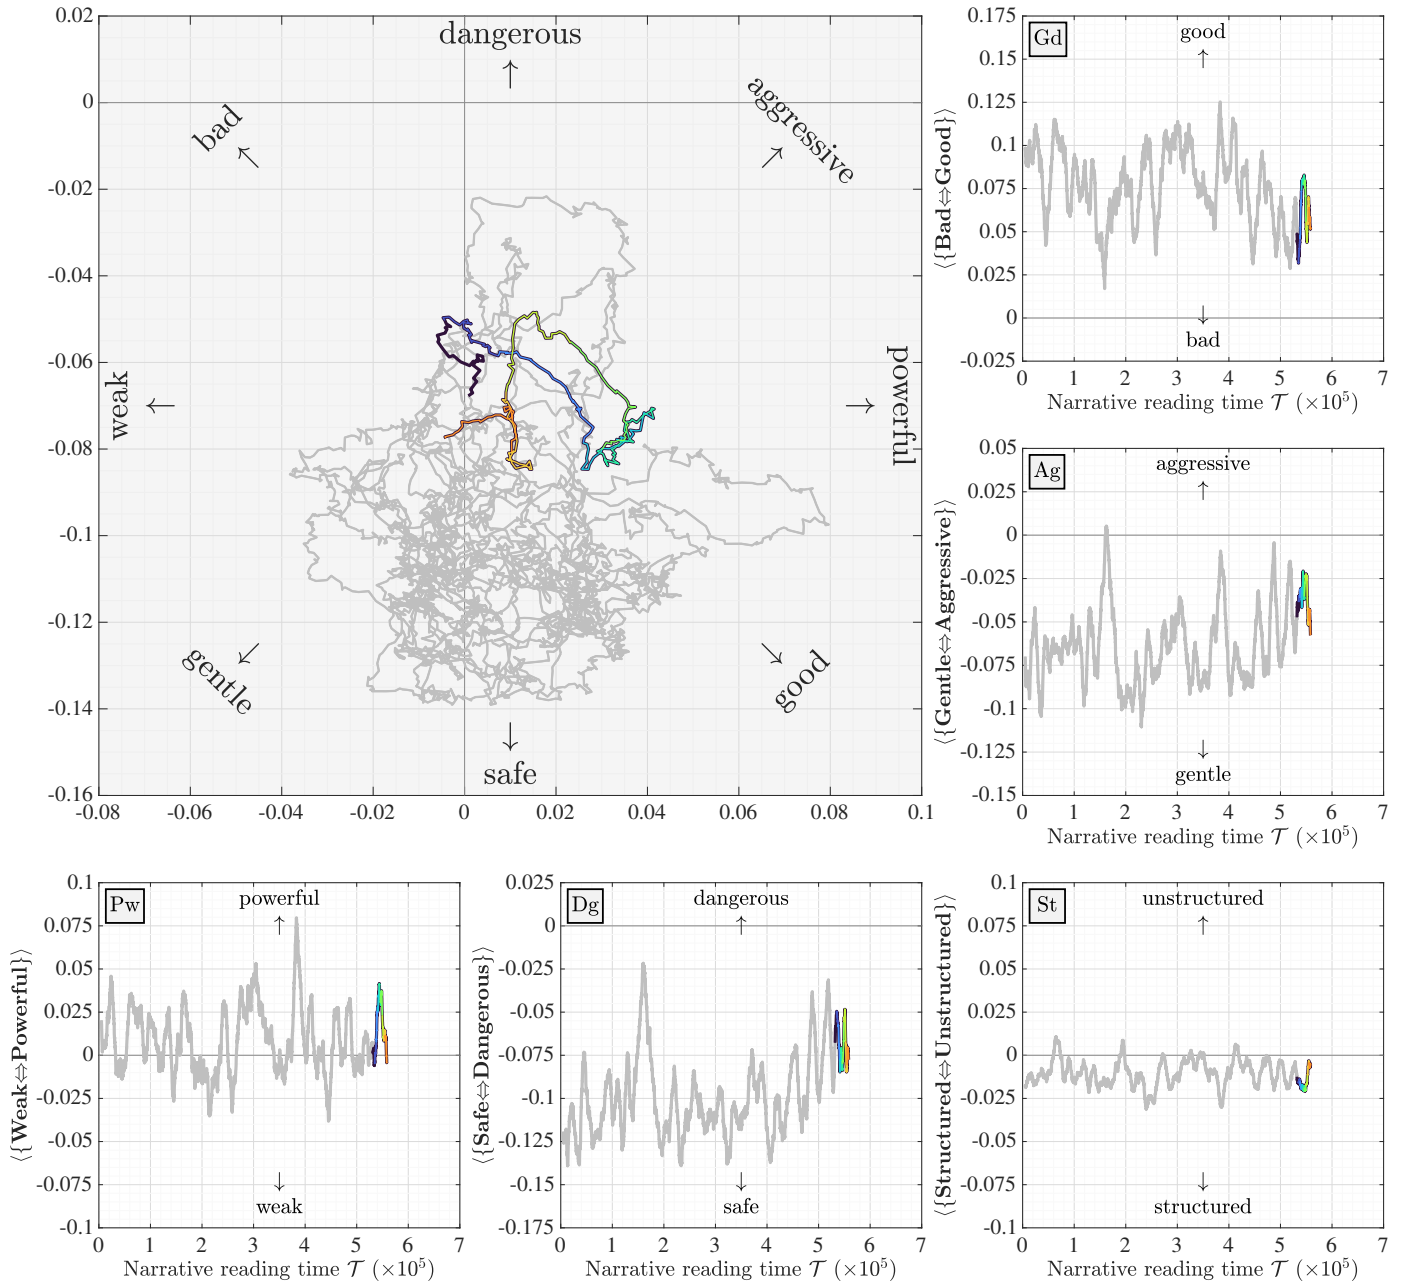 0.02
0
-0.02
-0.04
-0.06
-0.08
-0.1
-0.12
-0.14
-0.16
-0.08
-0.06
-0.04
-0.02
0
0.02
0.04
0.06
0.08
0.1
dangerous
↑
bad
↖
aggressive
↗
weak
←
powerful
→
gentle
↙
good
↘
↓
safe
Gd
good
↑
↓
bad
⟨{Bad⇔Good}⟩
0.175
0.15
0.125
0.1
0.075
0.05
0.025
0
-0.025
0 1 2 3 4 5 6 7
Narrative reading time 𝒯 (×10⁵)
Ag
aggressive
↑
↓
gentle
⟨{Gentle⇔Aggressive}⟩
0.05
0.025
0
-0.025
-0.05
-0.075
-0.1
-0.125
-0.15
0 1 2 3 4 5 6 7
Narrative reading time 𝒯 (×10⁵)
Pw
powerful
↑
↓
weak
⟨{Weak⇔Powerful}⟩
0.1
0.075
0.05
0.025
0
-0.025
-0.05
-0.075
-0.1
0 1 2 3 4 5 6 7
Narrative reading time 𝒯 (×10⁵)
Dg
dangerous
↑
↓
safe
⟨{Safe⇔Dangerous}⟩
0.025
0
-0.025
-0.05
-0.075
-0.1
-0.125
-0.15
-0.175
0 1 2 3 4 5 6 7
Narrative reading time 𝒯 (×10⁵)
St
unstructured
↑
↓
structured
⟨{Structured⇔Unstructured}⟩
0.1
0.075
0.05
0.025
0
-0.025
-0.05
-0.075
-0.1
0 1 2 3 4 5 6 7
Narrative reading time 𝒯 (×10⁵)